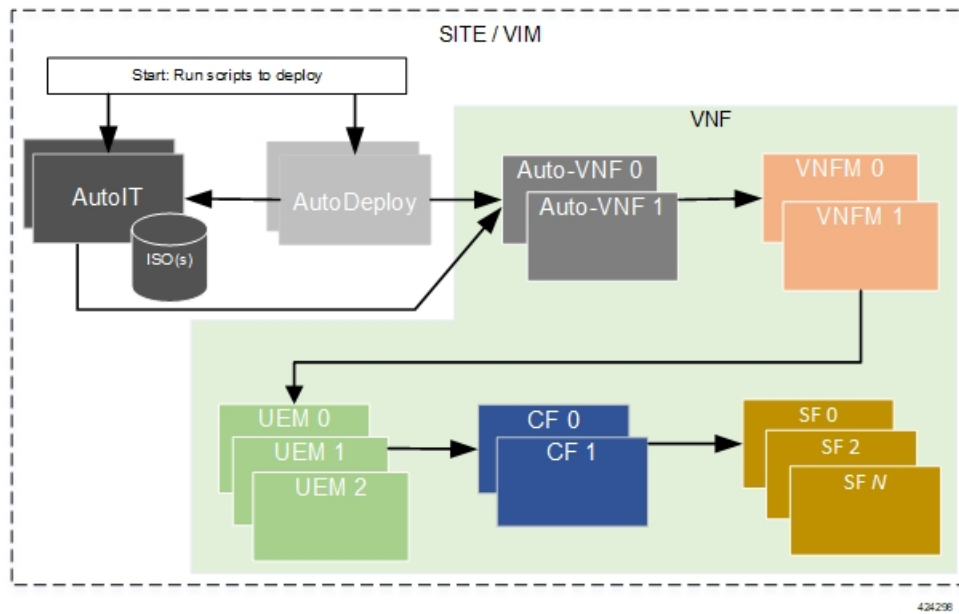 SITE / VIM
Start: Run scripts to deploy
VNF
AutoIT
ISO(s)
AutoDeploy
Auto-VNF 0
Auto-VNF 1
VNFM 0
VNFM 1
UEM 0
UEM 1
UEM 2
CF 0
CF 1
SF 0
SF 2
SF N
424298